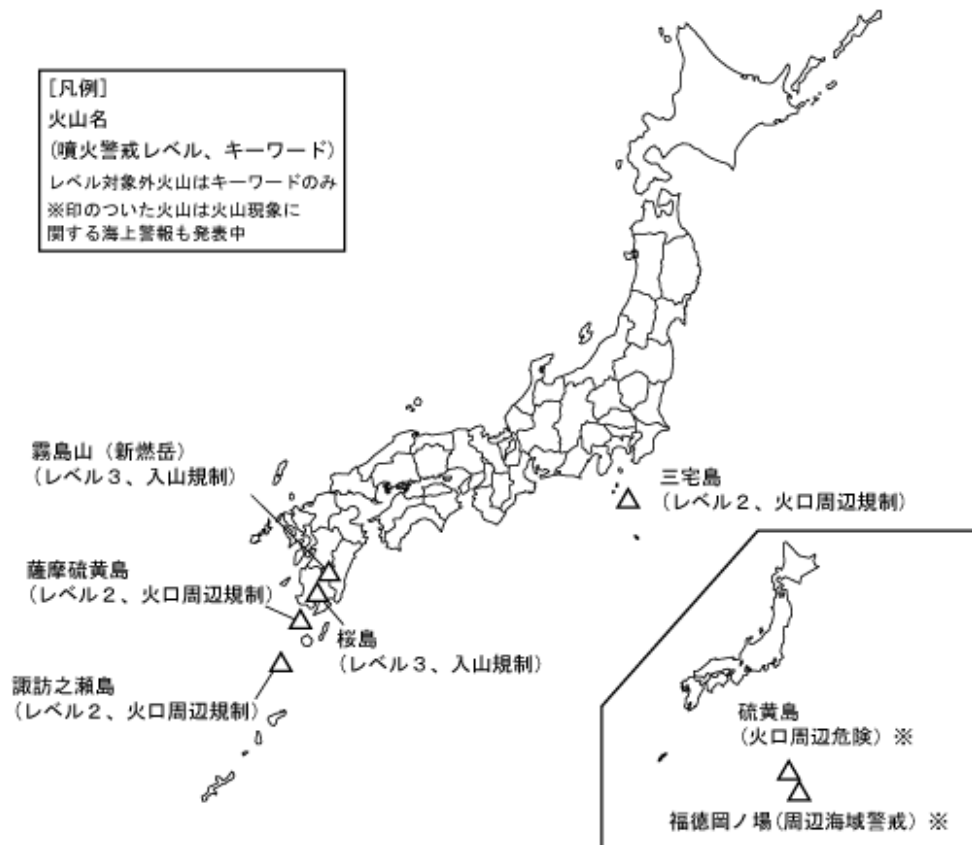 [凡例]
火山名
(噴火警戒レベル、キーワード)
レベル対象外火山はキーワードのみ
※印のついた火山は火山現象に
関する海上警報も発表中
霧島山（新燃岳）
(レベル３、入山規制)
三宅島
(レベル２、火口周辺規制)
薩摩硫黄島
(レベル２、火口周辺規制)
桜島
(レベル３、入山規制)
諏訪之瀬島
(レベル２、火口周辺規制)
硫黄島
(火口周辺危険) ※
福徳岡ノ場(周辺海域警戒) ※